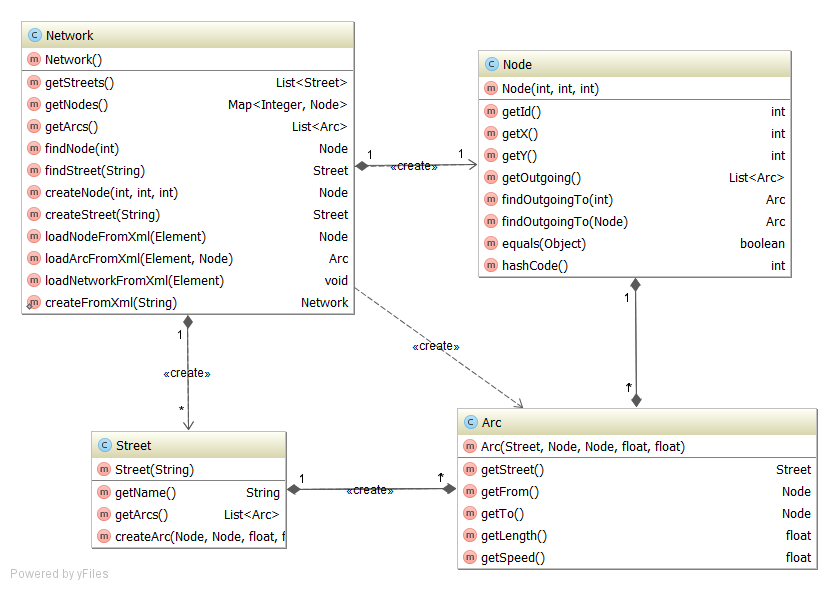 Network
Network()
getStreets() List<Street>
getNodes() Map<Integer, Node>
getArcs() List<Arc>
findNode(int) Node
findStreet(String) Street
createNode(int, int, int) Node
createStreet(String) Street
loadNodeFromXml(Element) Node
loadArcFromXml(Element, Node) Arc
loadNetworkFromXml(Element) void
createFromXml(String) Network
Node
Node(int, int, int)
getId() int
getX() int
getY() int
getOutgoing() List<Arc>
findOutgoingTo(int) Arc
findOutgoingTo(Node) Arc
equals(Object) boolean
hashCode() int
1 «create» 1
1
«create»
*
«create»
1
*
Street
Street(String)
getName() String
getArcs() List<Arc>
createArc(Node, Node, float, f
1 «create» *
Arc
Arc(Street, Node, Node, float, float)
getStreet() Street
getFrom() Node
getTo() Node
getLength() float
getSpeed() float
Powered by yFiles